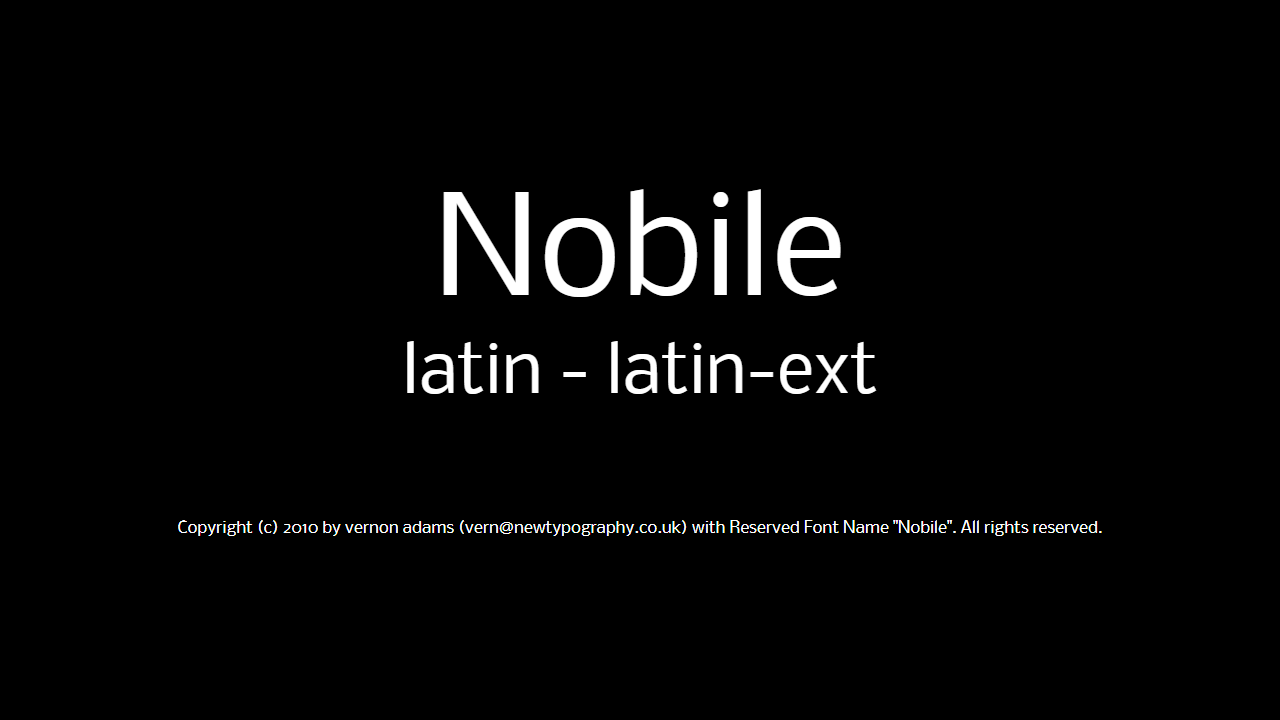 Nobile
latin - latin-ext
Copyright (c) 2010 by vernon adams (vern@newtypography.co.uk) with Reserved Font Name "Nobile". All rights reserved.